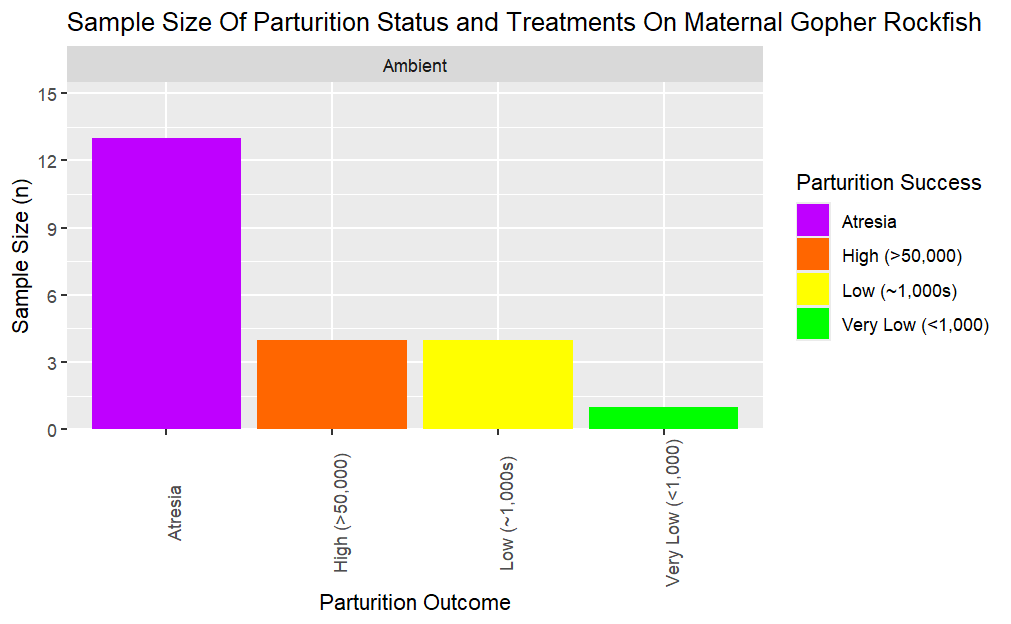 Sample Size Of Parturition Status and Treatments On Maternal Gopher Rockfish
Ambient
15
12
9
6
3
0
Sample Size (n)
Atresia
High (>50,000)
Low (~1,000s)
Very Low (<1,000)
Parturition Outcome
Parturition Success
Atresia
High (>50,000)
Low (~1,000s)
Very Low (<1,000)